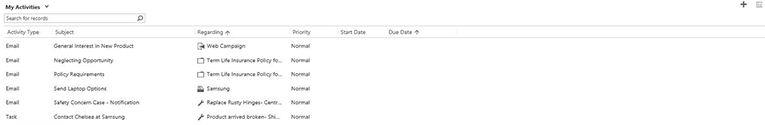 My Activities
Search for records
Activity Type Subject Regarding Priority Start Date Due Date
Email General Interest in New Product Web Campaign Normal
Email Neglecting Opportunity Term Life Insurance Policy fo... Normal
Email Policy Requirements Term Life Insurance Policy fo... Normal
Email Send Laptop Options Samsung Normal
Email Safety Concern Case - Notification Replace Rusty Hinges- Centr... Normal
Task Contact Chelsea at Samsung Product arrived broken- Shi... Normal